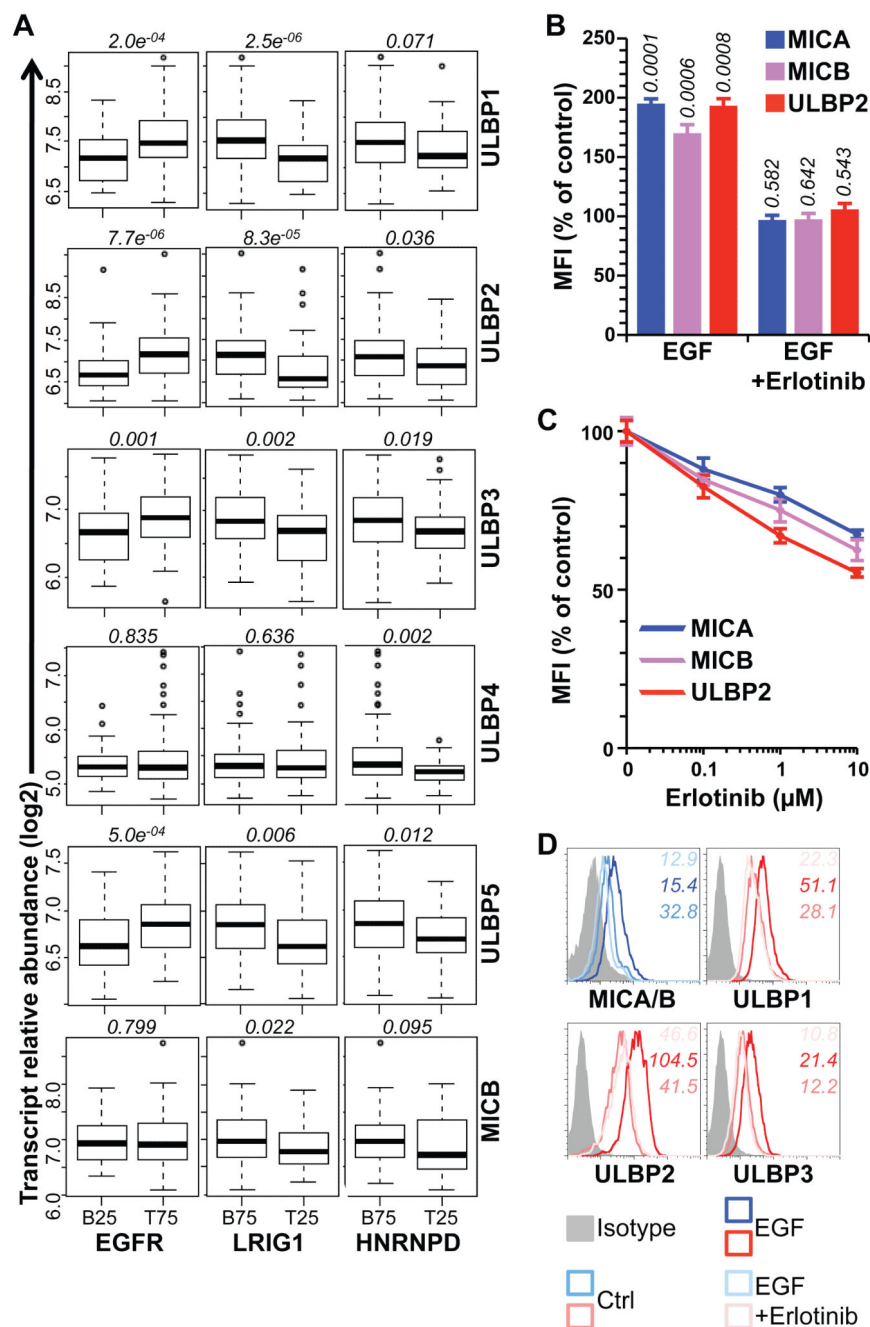 A
2.0e-04 2.5e-06 0.071
6.5 7.5 8.5
ULBP1
7.7e-06 8.3e-05 0.036
6.5 7.5 8.5
ULBP2
0.001 0.002 0.019
6.0 7.0
ULBP3
0.835 0.636 0.002
5.0 6.0 7.0
ULBP4
5.0e-04 0.006 0.012
6.5 7.0 7.5
ULBP5
0.799 0.022 0.095
6.0 7.0 8.0
MICB
Transcript relative abundance (log2)
B25 T75 B75 T25 B75 T25
EGFR LRIG1 HNRNPD
B
MFI (% of control)
250
200
150
100
50
0
0.0001 0.0006 0.0008
0.582 0.642 0.543
MICA
MICB
ULBP2
EGF EGF
+Erlotinib
C
MFI (% of control)
100
50
0
MICA
MICB
ULBP2
0 0.1 1 10
Erlotinib (µM)
D
12.9
15.4
32.8
MICA/B
22.3
51.1
28.1
ULBP1
46.6
104.5
41.5
ULBP2
10.8
21.4
12.2
ULBP3
Isotype
EGF
Ctrl
EGF
+Erlotinib